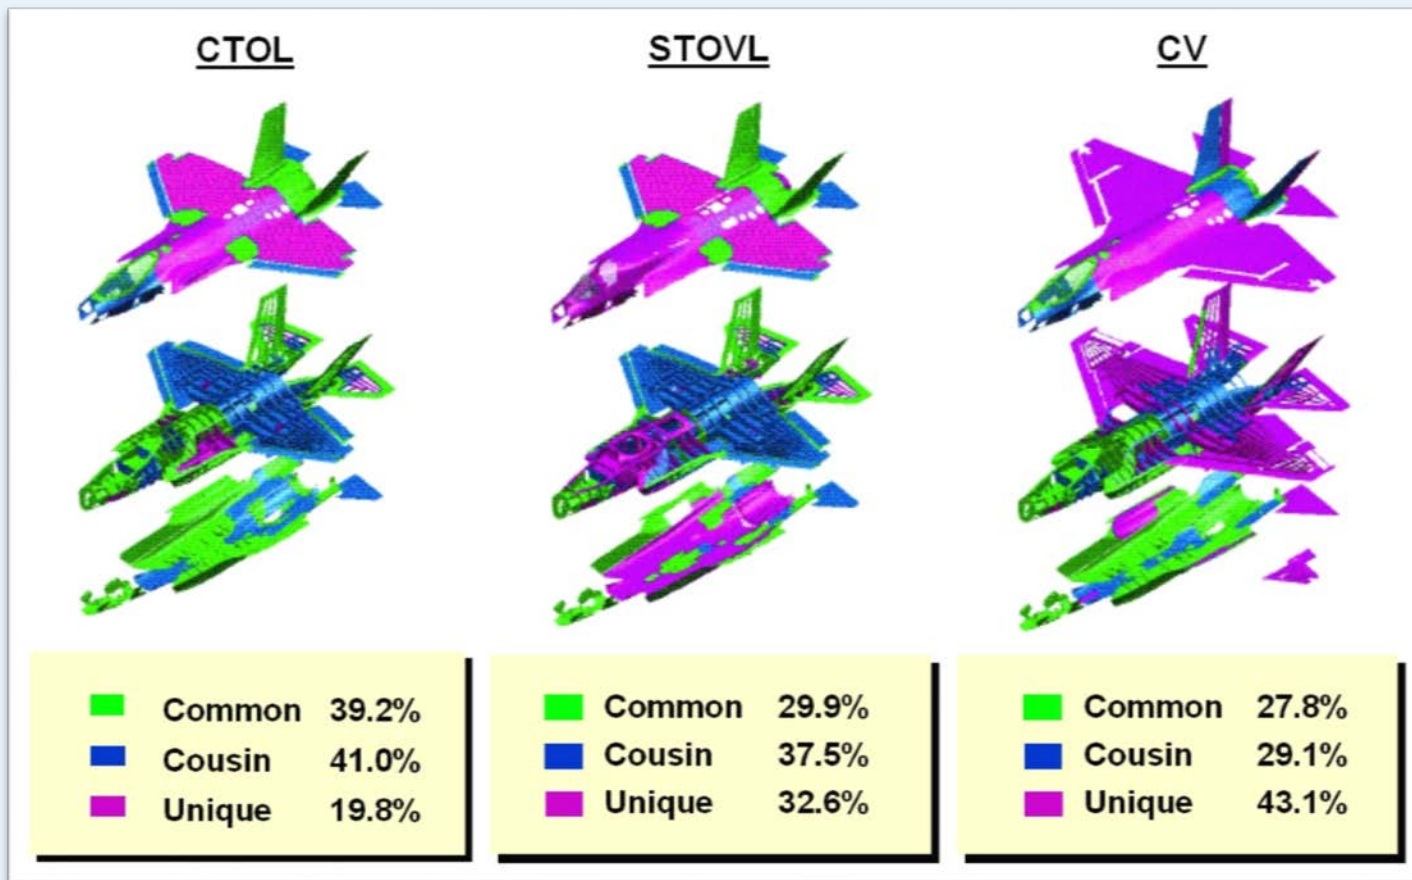 CTOL
STOVL
CV
Common 39.2%
Cousin 41.0%
Unique 19.8%
Common 29.9%
Cousin 37.5%
Unique 32.6%
Common 27.8%
Cousin 29.1%
Unique 43.1%